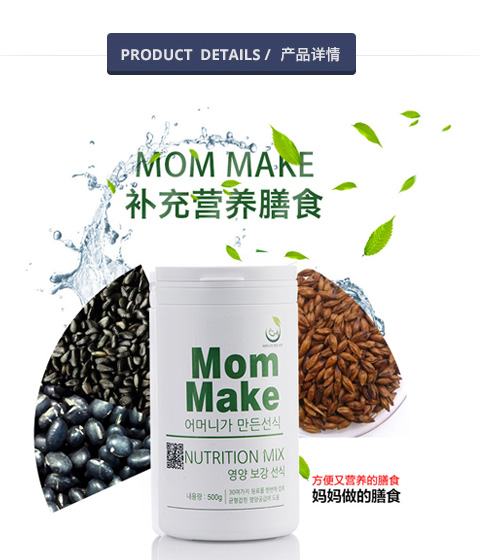 PRODUCT DETAILS / 产品详情
MOM MAKE
补充营养膳食
Mom
Make
어머니가 만든선식
NUTRITION MIX
영양 보강 선식
내용량 : 500g
방便又营养的膳食
妈妈做的膳食